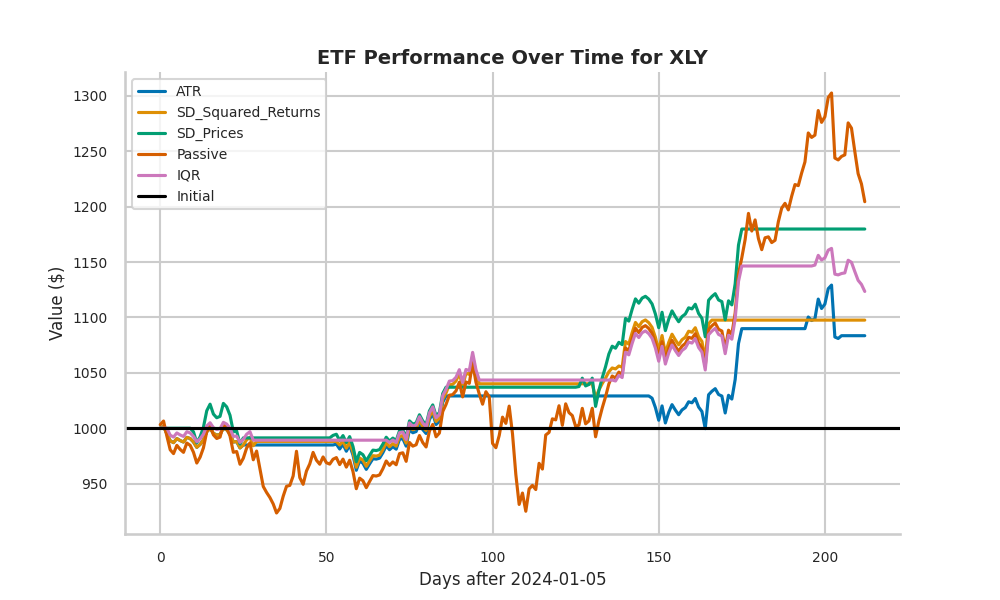 ETF Performance Over Time for XLY
ATR
SD_Squared_Returns
SD_Prices
Passive
IQR
Initial
Value ($)
1300
1250
1200
1150
1100
1050
1000
950
0 50 100 150 200
Days after 2024-01-05